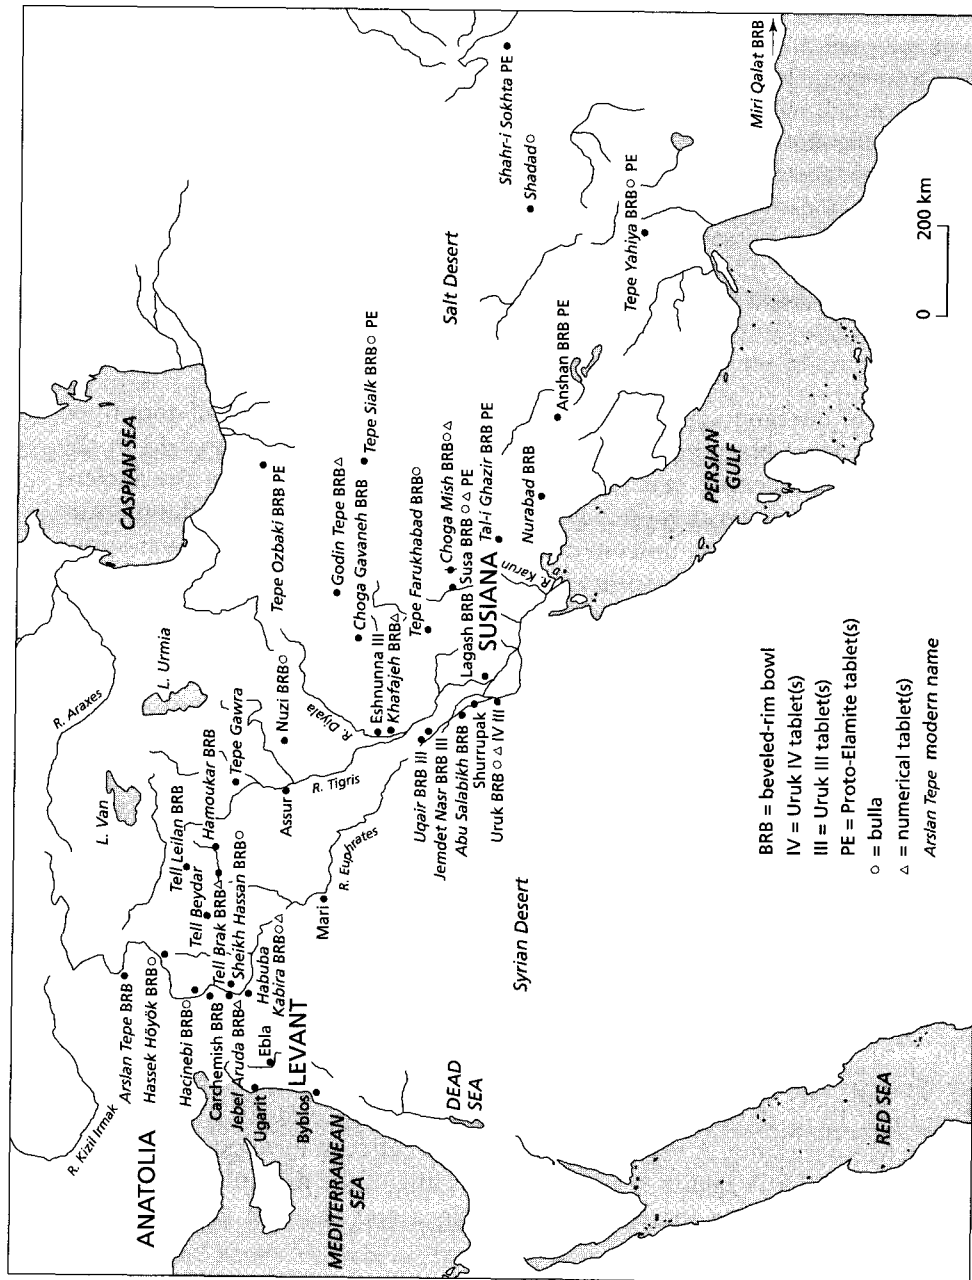 ANATOLIA
R. Kizil Irmak
Arslan Tepe BRB
Hassek Höyök BRB○
Hacinebi BRB○
Carchemish BRB
Jebel Aruda BRB△
Ugarit
Ebla
LEVANT
Byblos
MEDITERRANEAN
SEA
DEAD
SEA
RED SEA
Tell Leilan BRB
Tell Beydar
Hamoukar BRB
Tell Brak BRB△
Sheikh Hassan BRB○
Habuba
Kabira BRB○△
Mari
R. Euphrates
Syrian Desert
L. Van
L. Urmia
R. Araxes
CASPIAN SEA
Tepe Gawra
Nuzi BRB○
Assur
R. Tigris
R. Diyala
Tepe Ozbaki BRB PE
Godin Tepe BRB△
Choga Gavaneh BRB
Tepe Sialk BRB○ PE
Eshnunna III
Khafajeh BRB△
Tepe Farukhabad BRB○
Choga Mish BRB○△
Uqair BRB III
Jemdet Nasr BRB III
Abu Salabikh BRB
Shurrupak
Uruk BRB○△ IV III
Lagash BRB
Susa BRB○△ PE
SUSIANA
Tal-i Ghazir BRB PE
R. Karun
Nurabad BRB
Anshan BRB PE
Salt Desert
Shahr-i Sokhta PE
Shadad○
Tepe Yahiya BRB○ PE
PERSIAN
GULF
Miri Qalat BRB
0 200 km
BRB = beveled-rim bowl
IV = Uruk IV tablet(s)
III = Uruk III tablet(s)
PE = Proto-Elamite tablet(s)
○ = bulla
△ = numerical tablet(s)
Arslan Tepe modern name